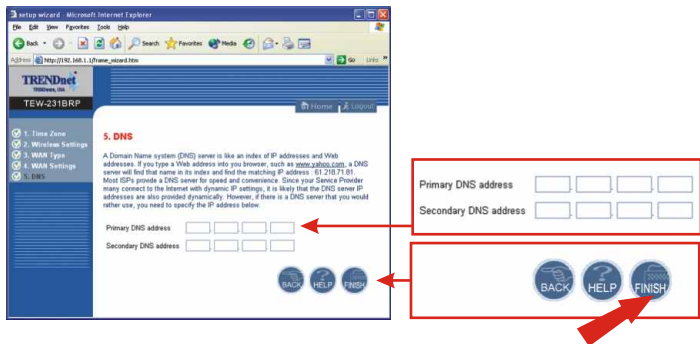 setup wizard - Microsoft Internet Explorer
File Edit View Favorites Tools Help
Back Search Favorites Media
Address http://192.168.1.1/frame_wizard.htm Go Links »
TRENDnet
TRENDware, USA
TEW-231BRP
Home Logout
1. Time Zone
2. Wireless Settings
3. WAN Type
4. WAN Settings
5. DNS
5. DNS
A Domain Name system (DNS) server is like an index of IP addresses and Web
addresses. If you type a Web address into you browser, such as www.yahoo.com, a DNS
server will find that name in its index and find the matching IP address : 61.218.71.81.
Most ISPs provide a DNS server for speed and convenience. Since your Service Provider
many connect to the Internet with dynamic IP settings, it is likely that the DNS server IP
addresses are also provided dynamically. However, if there is a DNS server that you would
rather use, you need to specify the IP address below.
Primary DNS address
Secondary DNS address
BACK HELP FINISH
Primary DNS address
Secondary DNS address
BACK HELP FINISH